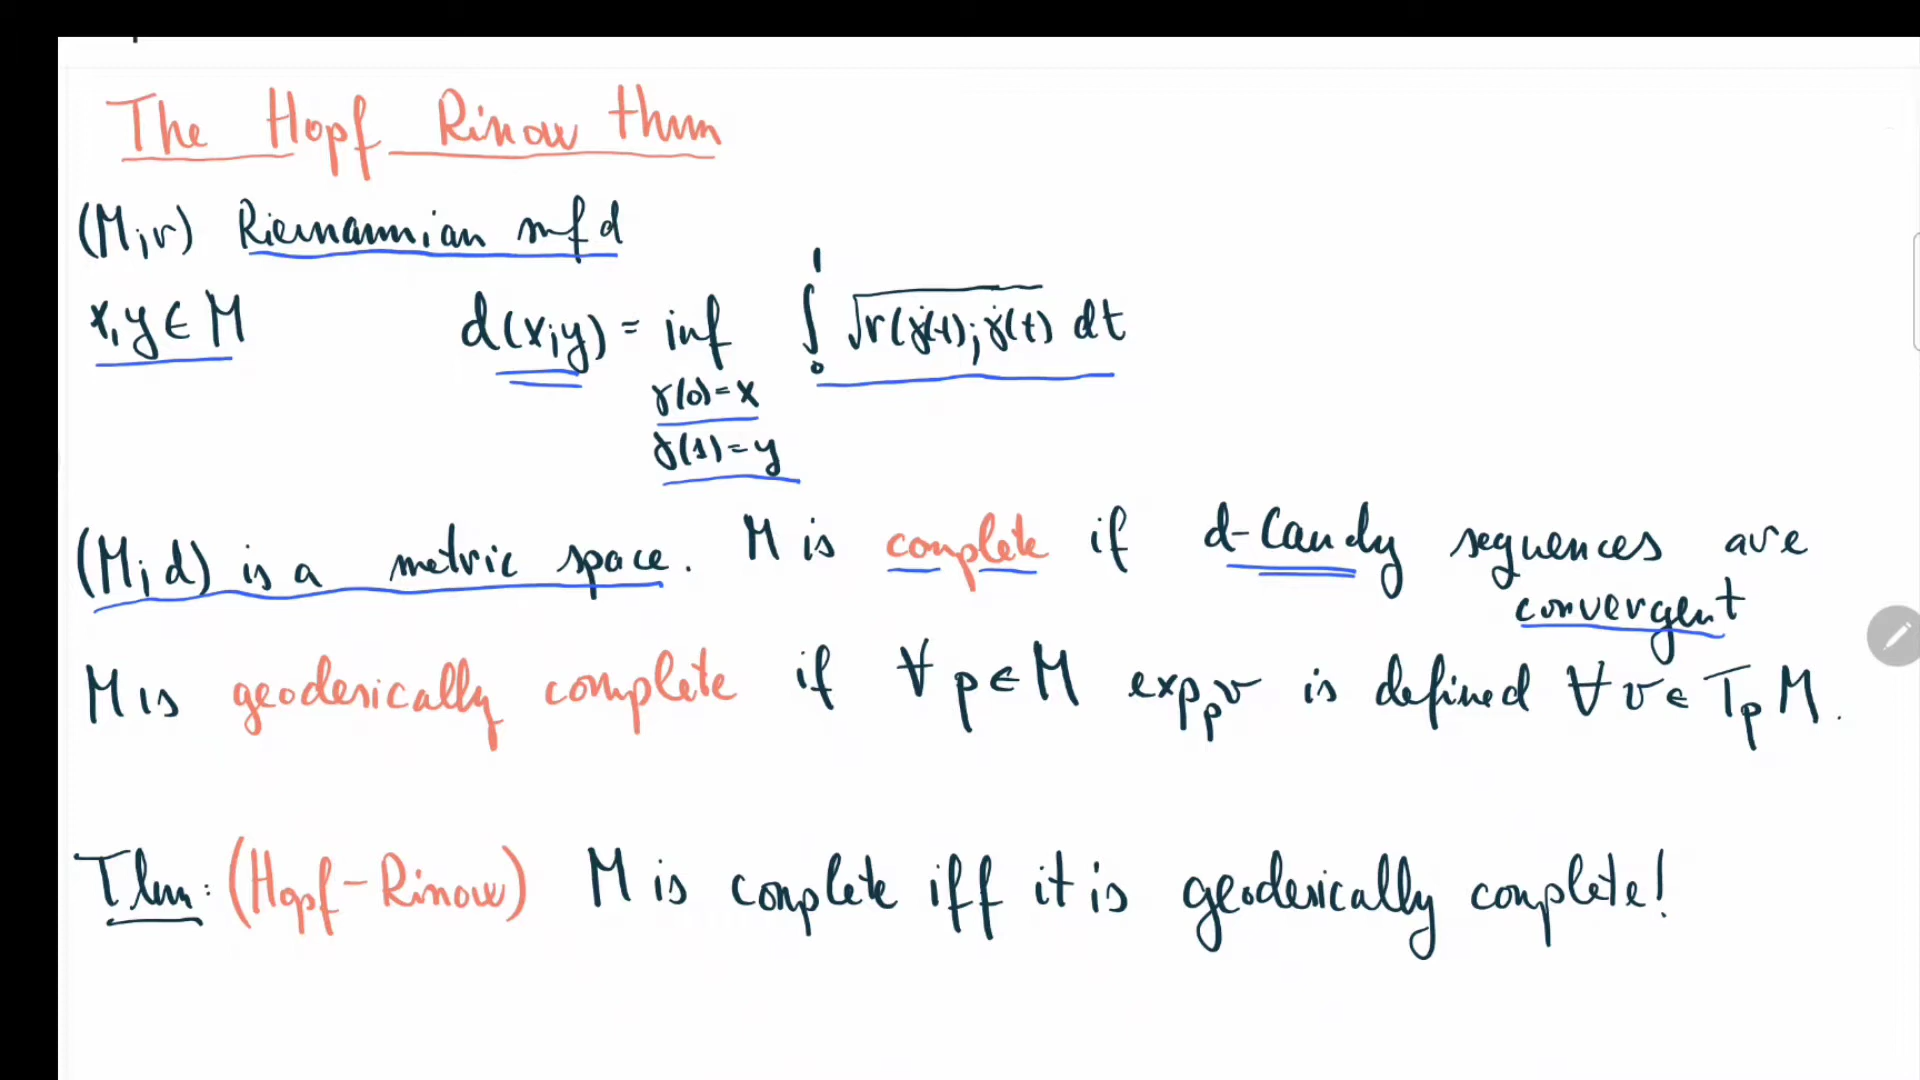 The Hopf Rinow thm
(M, r) Riemannian mfd
x, y ∈ M d(x,y) = inf ∫₀¹ √r(γ̇(t); γ̇(t)) dt
γ(0)=x
γ(1)=y
(M, d) is a metric space. M is complete if d-Cauchy sequences are
convergent
M is geodesically complete if ∀ p ∈ M exp_p v is defined ∀ v ∈ T_p M.
Thm: (Hopf-Rinow) M is complete iff it is geodesically complete!